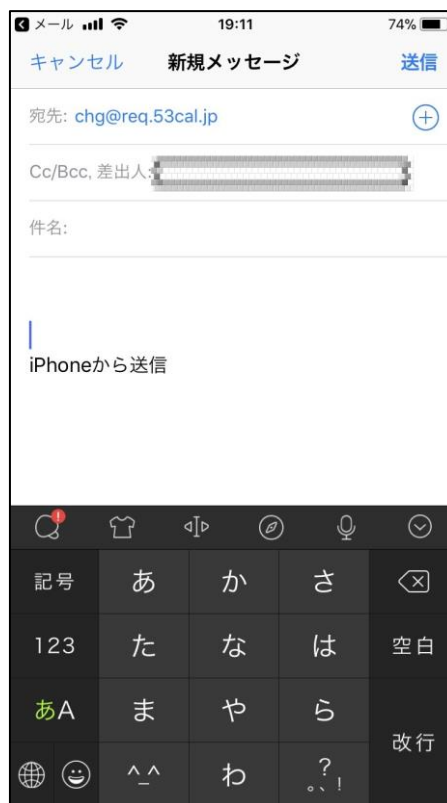 メール 19:11 74%
キャンセル 新規メッセージ 送信
宛先: chg@req.53cal.jp
Cc/Bcc, 差出人:
件名:
iPhoneから送信
記号 あ か さ
123 た な は 空白
あA ま や ら
改行
^_^ わ 。、?!